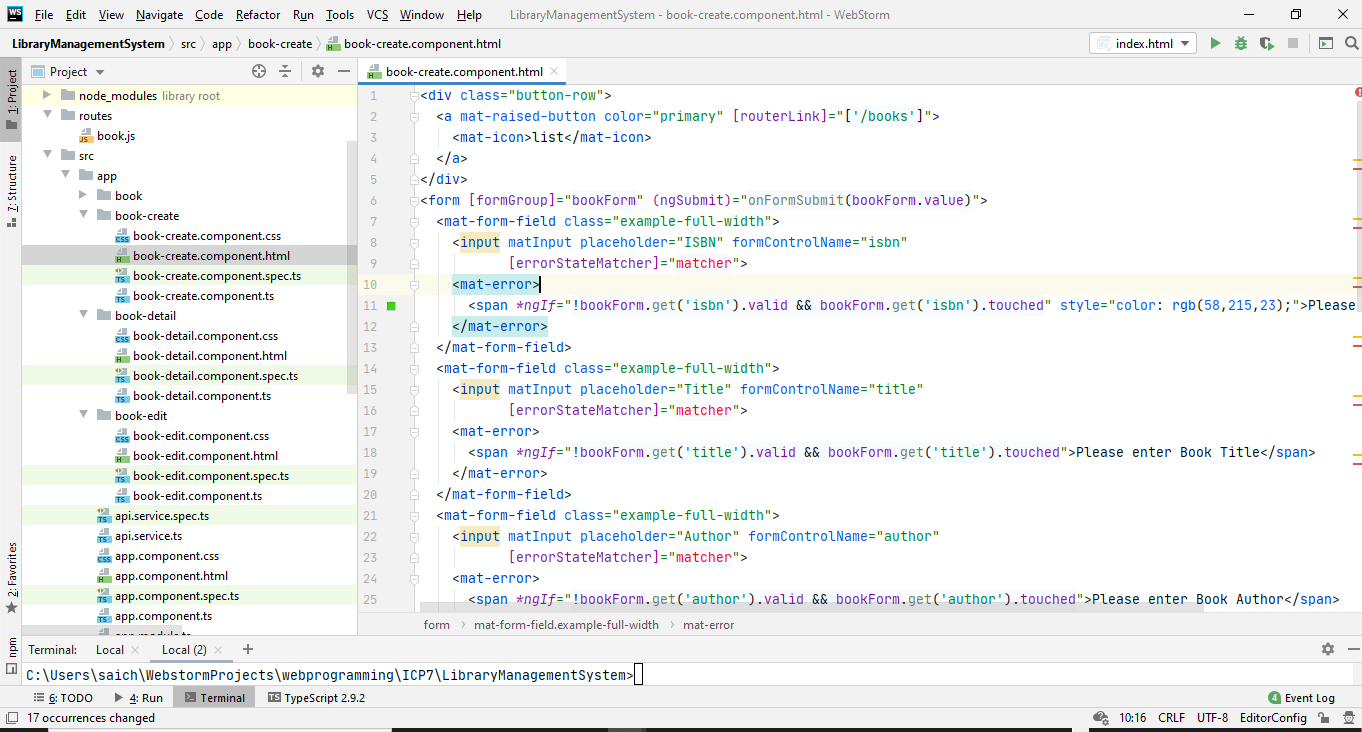 WS File Edit View Navigate Code Refactor Run Tools VCS Window Help LibraryManagementSystem - book-create.component.html - WebStorm
LibraryManagementSystem src app book-create book-create.component.html index.html
1: Project
Project
node_modules library root
routes
book.js
src
app
book
book-create
book-create.component.css
book-create.component.html
book-create.component.spec.ts
book-create.component.ts
book-detail
book-detail.component.css
book-detail.component.html
book-detail.component.spec.ts
book-detail.component.ts
book-edit
book-edit.component.css
book-edit.component.html
book-edit.component.spec.ts
book-edit.component.ts
api.service.spec.ts
api.service.ts
app.component.css
app.component.html
app.component.spec.ts
app.component.ts
app.module.ts
7: Structure
2: Favorites
npm
book-create.component.html
1 <div class="button-row">
2 <a mat-raised-button color="primary" [routerLink]="['/books']">
3 <mat-icon>list</mat-icon>
4 </a>
5 </div>
6 <form [formGroup]="bookForm" (ngSubmit)="onFormSubmit(bookForm.value)">
7 <mat-form-field class="example-full-width">
8 <input matInput placeholder="ISBN" formControlName="isbn"
9 [errorStateMatcher]="matcher">
10 <mat-error>
11 <span *ngIf="!bookForm.get('isbn').valid && bookForm.get('isbn').touched" style="color: rgb(58,215,23);">Please
12 </mat-error>
13 </mat-form-field>
14 <mat-form-field class="example-full-width">
15 <input matInput placeholder="Title" formControlName="title"
16 [errorStateMatcher]="matcher">
17 <mat-error>
18 <span *ngIf="!bookForm.get('title').valid && bookForm.get('title').touched">Please enter Book Title</span>
19 </mat-error>
20 </mat-form-field>
21 <mat-form-field class="example-full-width">
22 <input matInput placeholder="Author" formControlName="author"
23 [errorStateMatcher]="matcher">
24 <mat-error>
25 <span *ngIf="!bookForm.get('author').valid && bookForm.get('author').touched">Please enter Book Author</span>
form mat-form-field.example-full-width mat-error
Terminal: Local Local (2)
C:\Users\saich\WebstormProjects\webprogramming\ICP7\LibraryManagementSystem>
6: TODO 4: Run Terminal TypeScript 2.9.2 4 Event Log
17 occurrences changed 10:16 CRLF UTF-8 EditorConfig